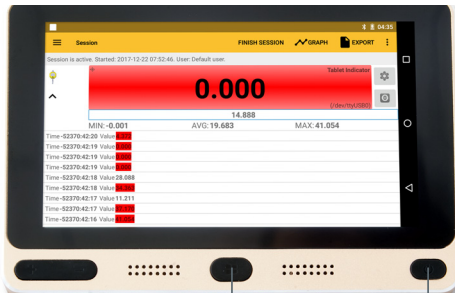 04:35
Session FINISH SESSION GRAPH EXPORT
Session is active. Started: 2017-12-22 07:52:46. User: Default user.
Tablet indicator
0.000
(/dev/ttyUSB0)
14.888
MIN:-0.001 AVG:19.683 MAX:41.054
Time-52370:42:20 Value
Time-52370:42:19 Value
Time-52370:42:19 Value
Time-52370:42:19 Value
Time-52370:42:18 Value 28.088
Time-52370:42:18 Value
Time-52370:42:17 Value 11.211
Time-52370:42:17 Value
Time-52370:42:16 Value